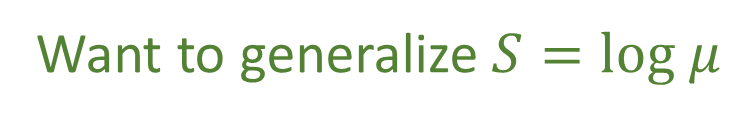 Want to generalize 𝑆 = log 𝜇